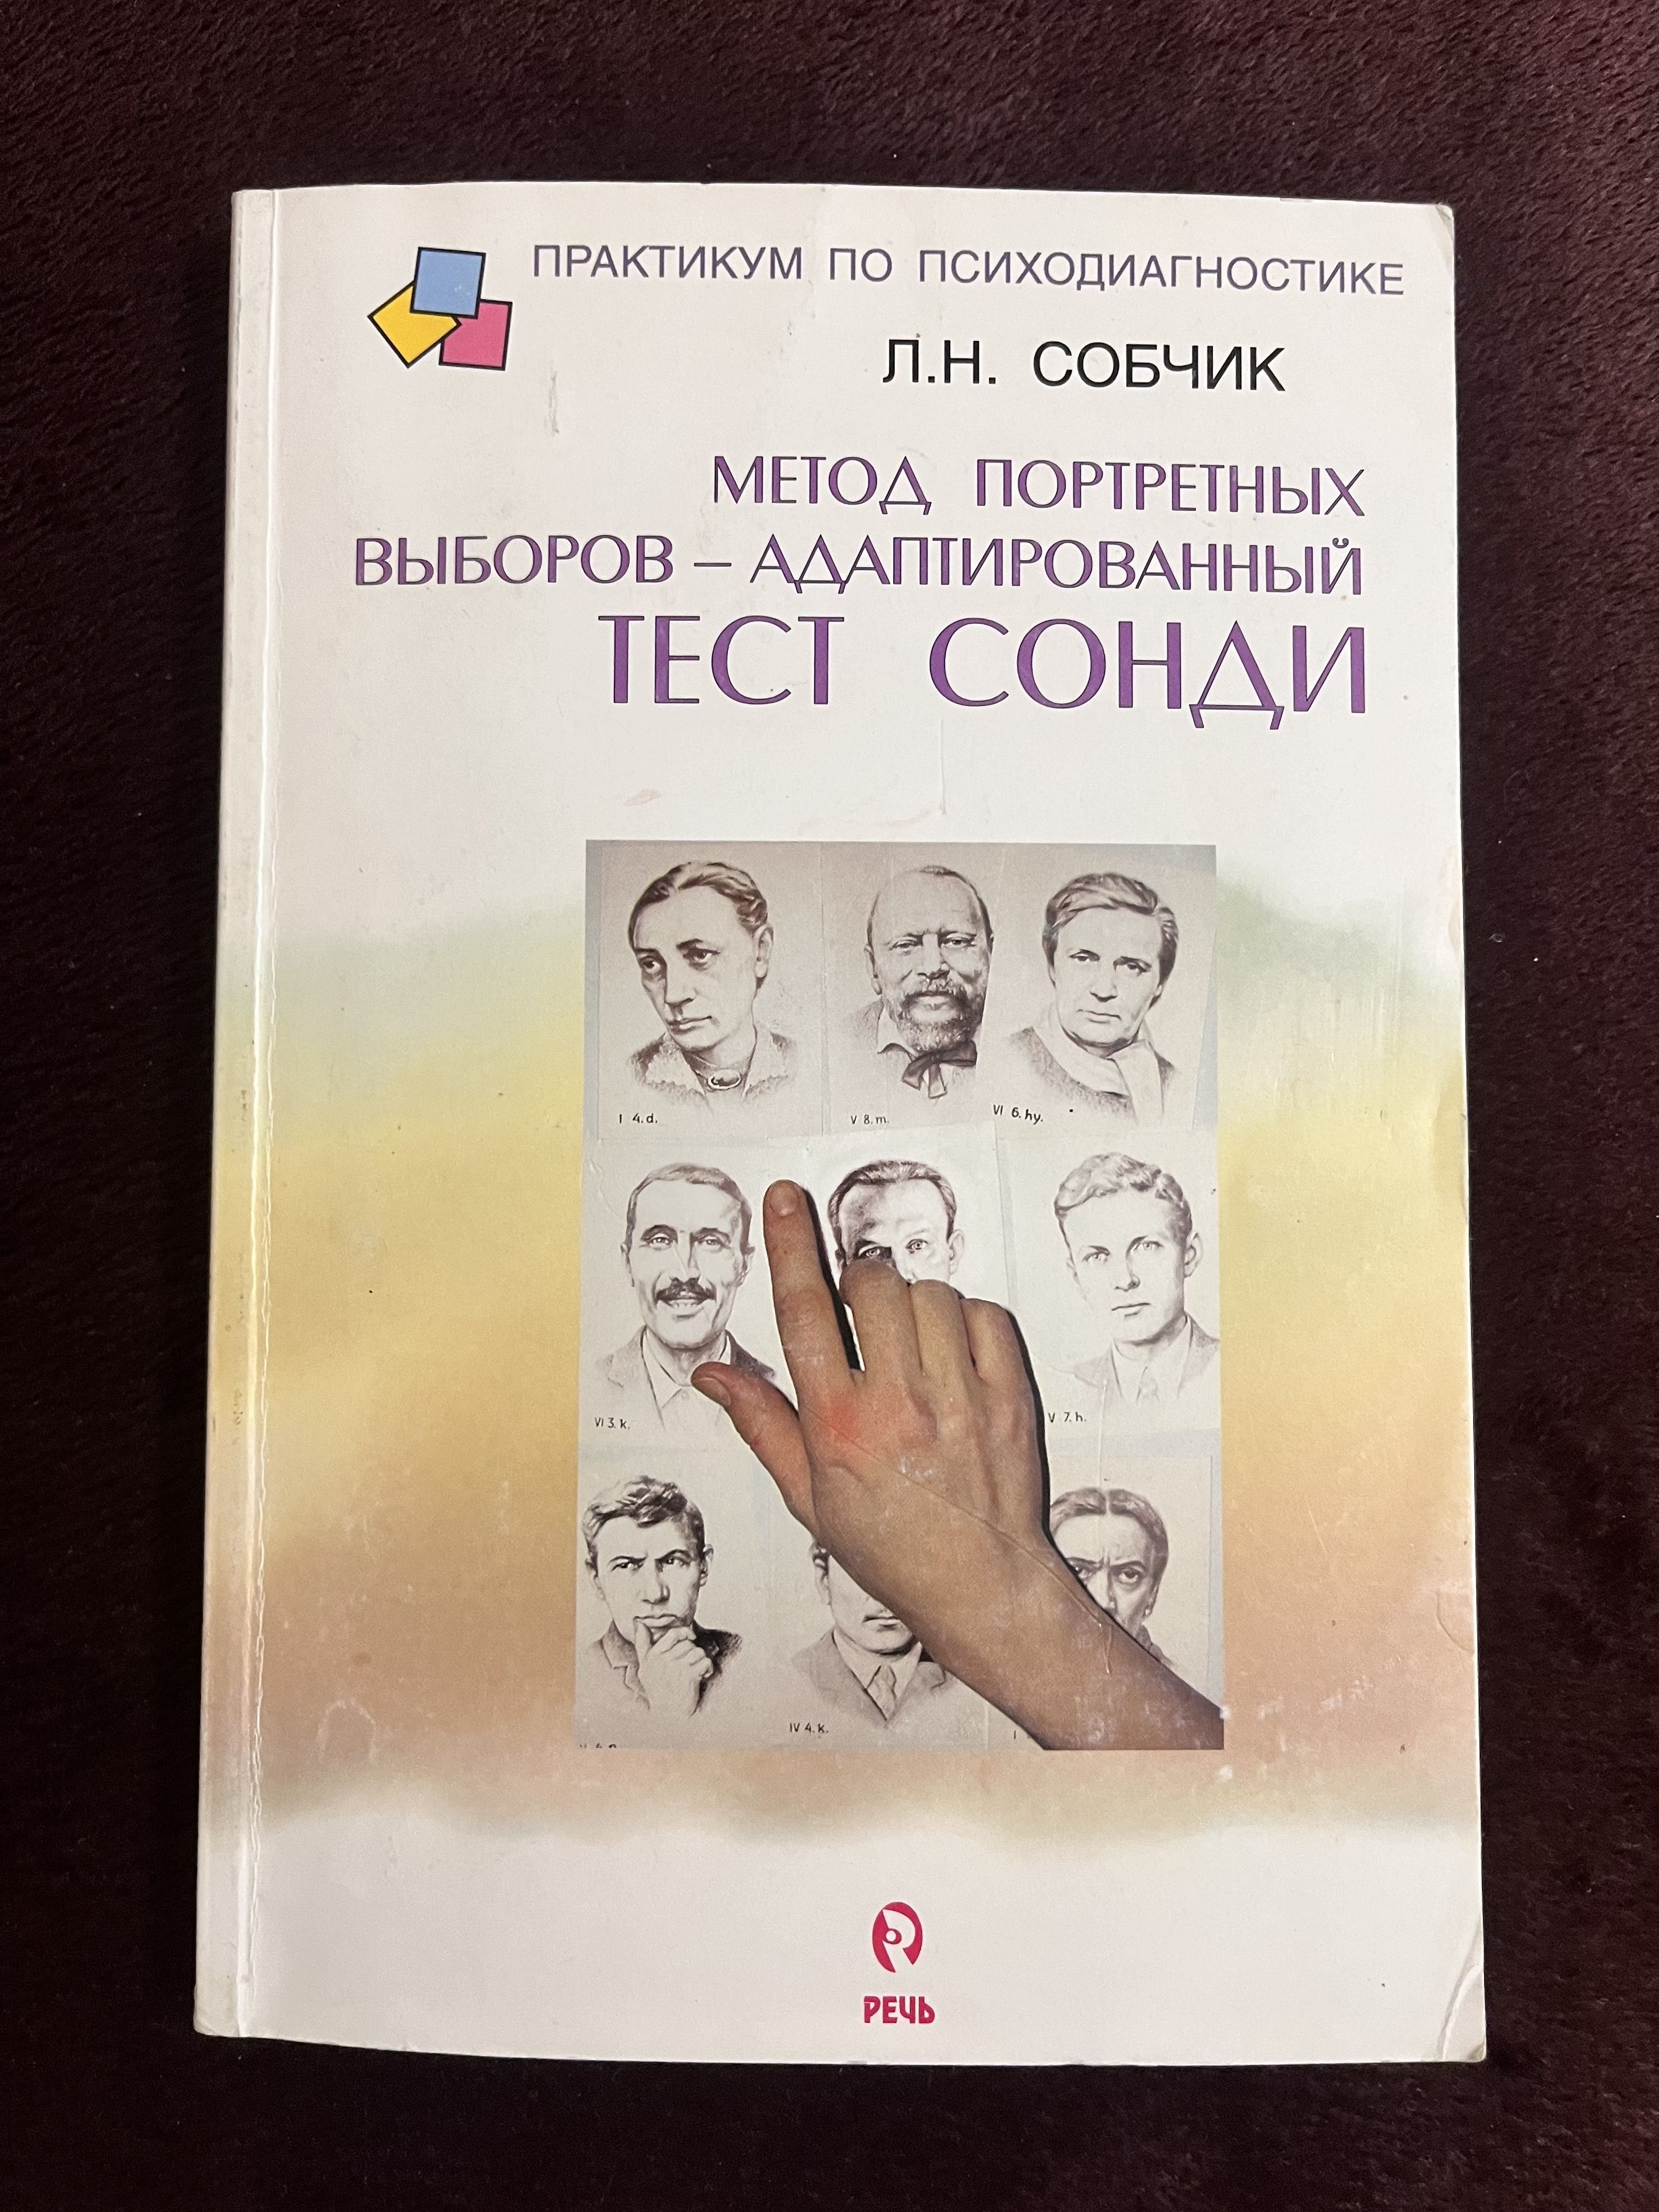 ПРАКТИКУМ ПО ПСИХОДИАГНОСТИКЕ
Л.Н. СОБЧИК
МЕТОД ПОРТРЕТНЫХ
ВЫБОРОВ – АДАПТИРОВАННЫЙ
ТЕСТ СОНДИ
I 4. d.
V 8. m.
VI 6. hy.
VI 3. k.
V 7. h.
IV 4. k.
I
РЕЧЬ